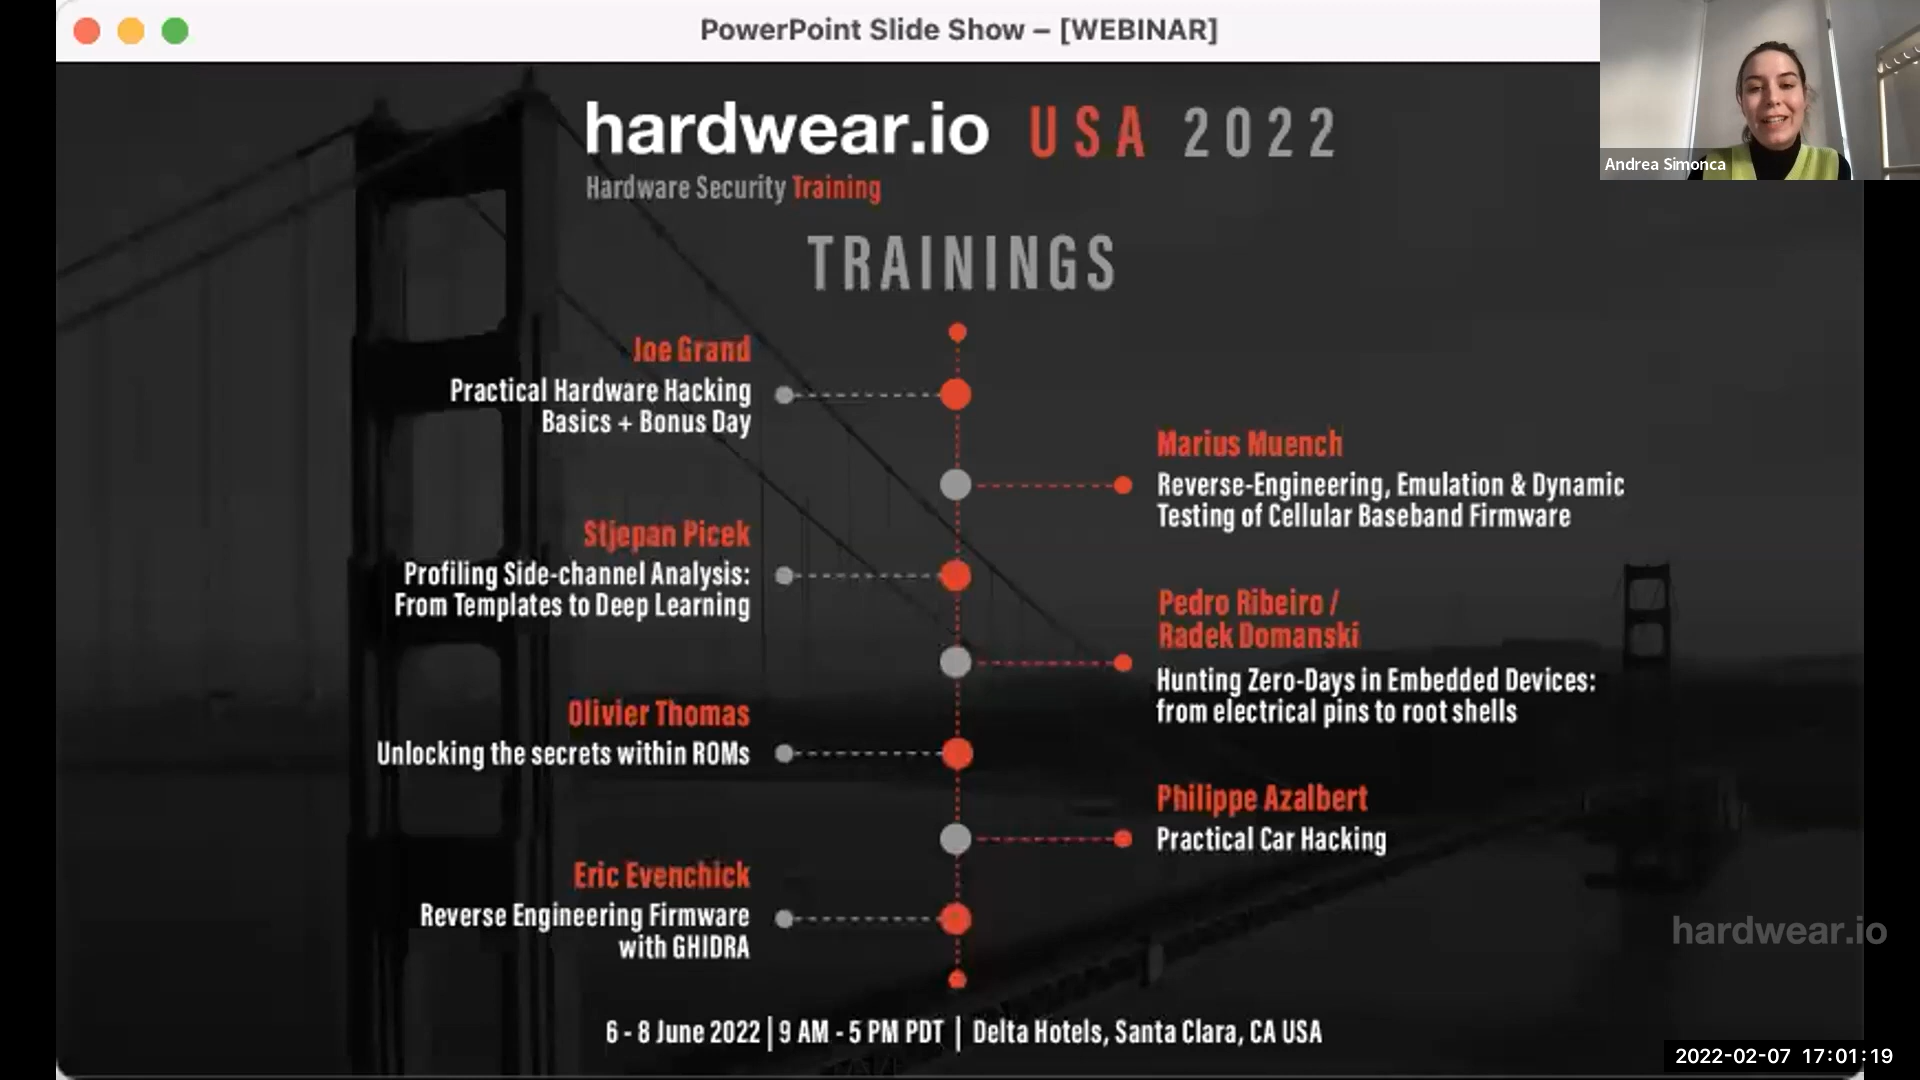 PowerPoint Slide Show – [WEBINAR]
Andrea Simonca
hardwear.io USA 2022
Hardware Security Training
TRAININGS
Joe Grand
Practical Hardware Hacking
Basics + Bonus Day
Marius Muench
Reverse-Engineering, Emulation & Dynamic
Testing of Cellular Baseband Firmware
Stjepan Picek
Profiling Side-channel Analysis:
From Templates to Deep Learning
Pedro Ribeiro /
Radek Domanski
Hunting Zero-Days in Embedded Devices:
from electrical pins to root shells
Olivier Thomas
Unlocking the secrets within ROMs
Philippe Azalbert
Practical Car Hacking
Eric Evenchick
Reverse Engineering Firmware
with GHIDRA
hardwear.io
6 - 8 June 2022 | 9 AM - 5 PM PDT | Delta Hotels, Santa Clara, CA USA
2022-02-07 17:01:19